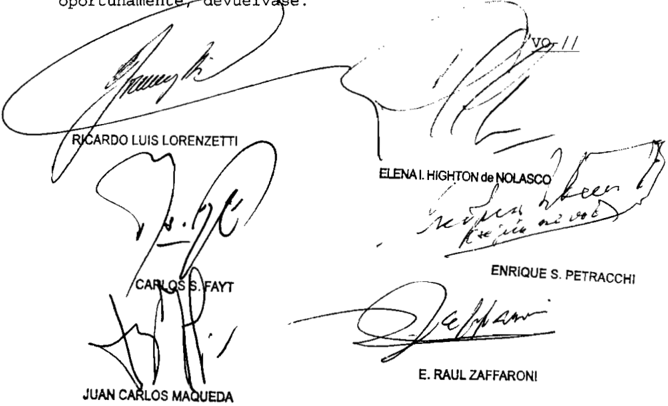 oportunamente, devuélvase.
VO-//
RICARDO LUIS LORENZETTI
ELENA I. HIGHTON de NOLASCO
CARLOS S. FAYT
ENRIQUE S. PETRACCHI
JUAN CARLOS MAQUEDA
E. RAUL ZAFFARONI